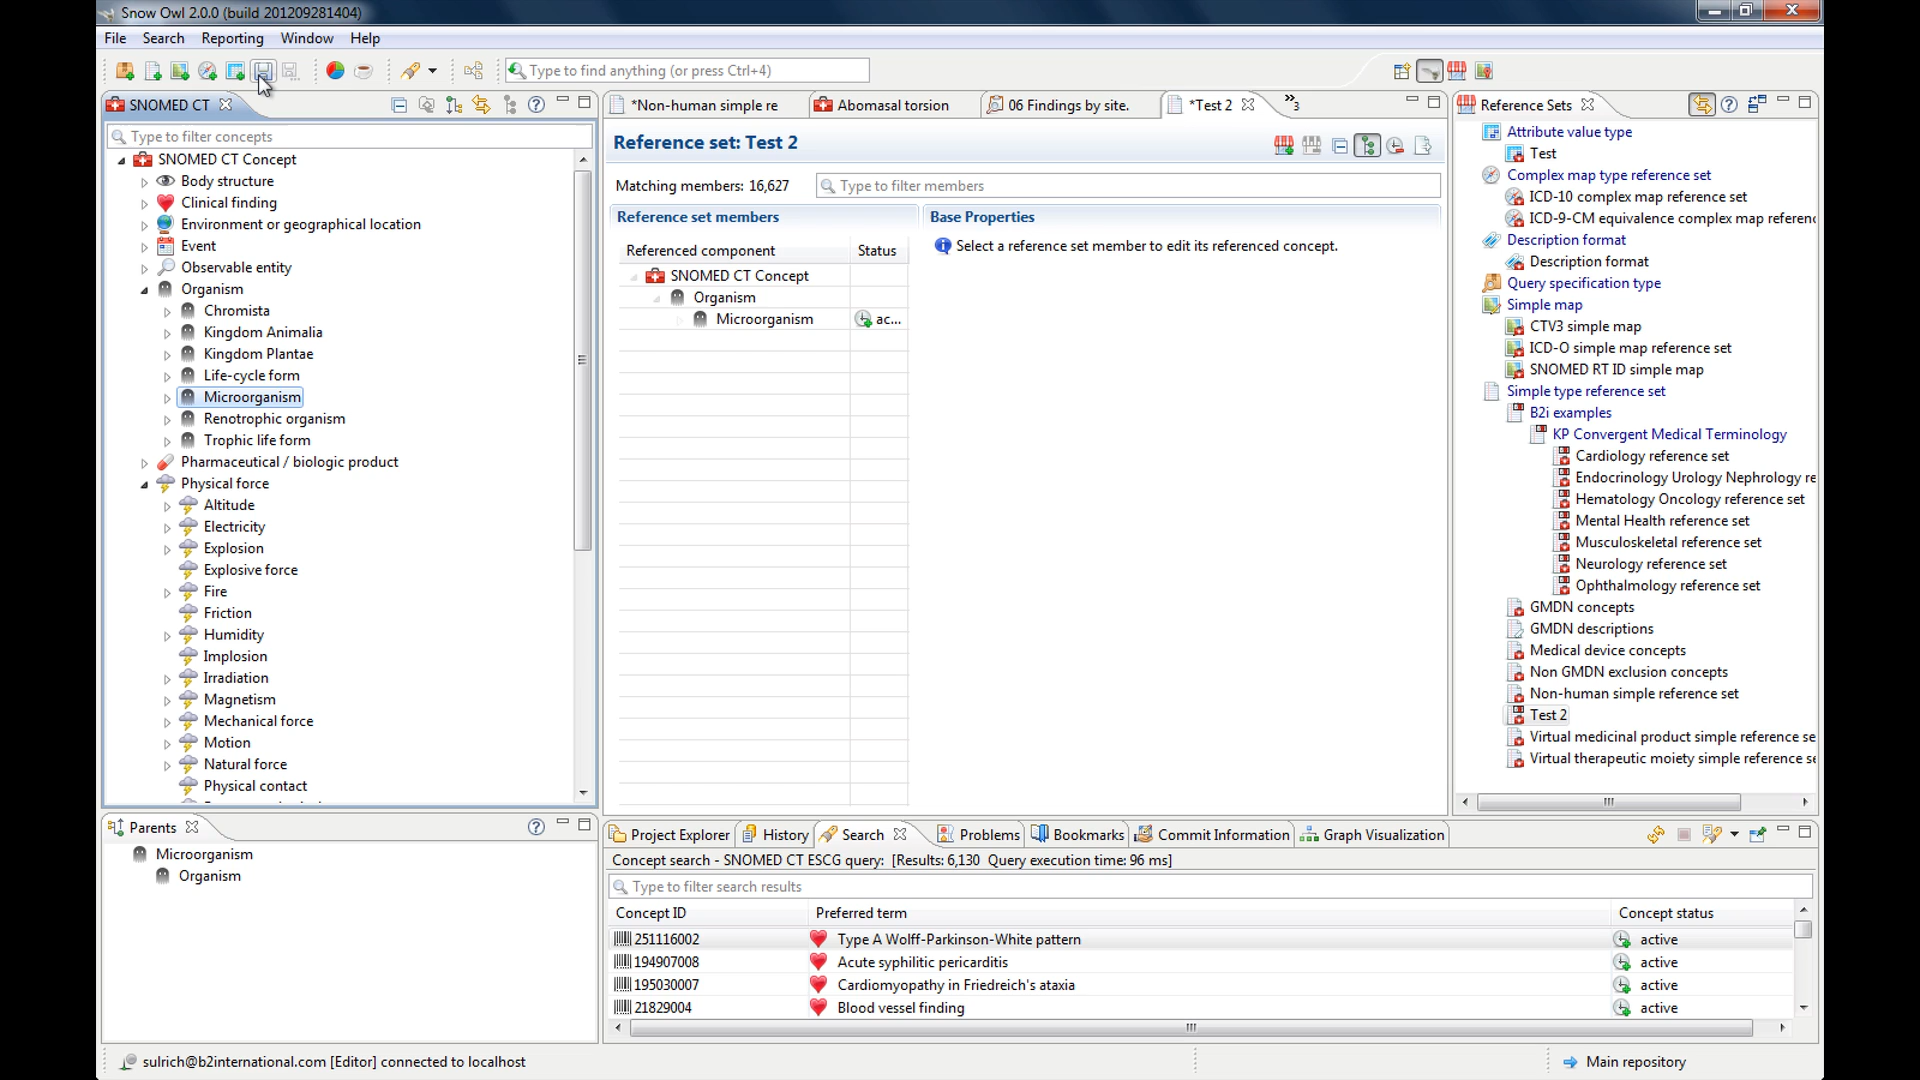 Snow Owl 2.0.0 (build 201209281404)
File Search Reporting Window Help
Type to find anything (or press Ctrl+4)
SNOMED CT
Type to filter concepts
SNOMED CT Concept
Body structure
Clinical finding
Environment or geographical location
Event
Observable entity
Organism
Chromista
Kingdom Animalia
Kingdom Plantae
Life-cycle form
Microorganism
Renotrophic organism
Trophic life form
Pharmaceutical / biologic product
Physical force
Altitude
Electricity
Explosion
Explosive force
Fire
Friction
Humidity
Implosion
Irradiation
Magnetism
Mechanical force
Motion
Natural force
Physical contact
Parents
Microorganism
Organism
*Non-human simple re Abomasal torsion 06 Findings by site. *Test 2 »3
Reference set: Test 2
Matching members: 16,627 Type to filter members
Reference set members
Referenced component Status
SNOMED CT Concept
Organism
Microorganism ac...
Base Properties
Select a reference set member to edit its referenced concept.
Reference Sets
Attribute value type
Test
Complex map type reference set
ICD-10 complex map reference set
ICD-9-CM equivalence complex map referenc
Description format
Description format
Query specification type
Simple map
CTV3 simple map
ICD-O simple map reference set
SNOMED RT ID simple map
Simple type reference set
B2i examples
KP Convergent Medical Terminology
Cardiology reference set
Endocrinology Urology Nephrology re
Hematology Oncology reference set
Mental Health reference set
Musculoskeletal reference set
Neurology reference set
Ophthalmology reference set
GMDN concepts
GMDN descriptions
Medical device concepts
Non GMDN exclusion concepts
Non-human simple reference set
Test 2
Virtual medicinal product simple reference se
Virtual therapeutic moiety simple reference se
Project Explorer History Search Problems Bookmarks Commit Information Graph Visualization
Concept search - SNOMED CT ESCG query: [Results: 6,130 Query execution time: 96 ms]
Type to filter search results
Concept ID Preferred term Concept status
251116002 Type A Wolff-Parkinson-White pattern active
194907008 Acute syphilitic pericarditis active
195030007 Cardiomyopathy in Friedreich's ataxia active
21829004 Blood vessel finding active
sulrich@b2international.com [Editor] connected to localhost
Main repository